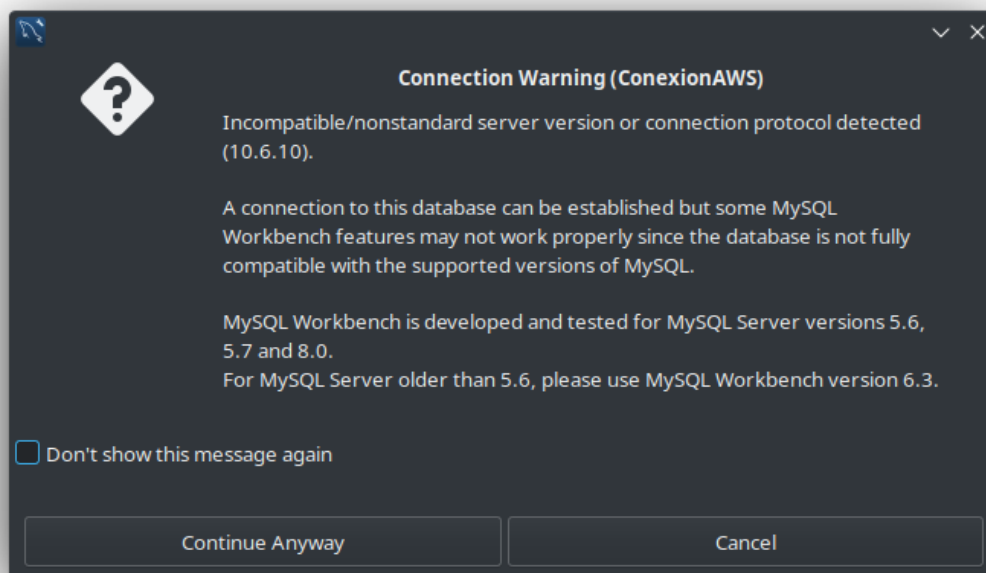 Connection Warning (ConexionAWS)
Incompatible/nonstandard server version or connection protocol detected
(10.6.10).
A connection to this database can be established but some MySQL
Workbench features may not work properly since the database is not fully
compatible with the supported versions of MySQL.
MySQL Workbench is developed and tested for MySQL Server versions 5.6,
5.7 and 8.0.
For MySQL Server older than 5.6, please use MySQL Workbench version 6.3.
Don't show this message again
Continue Anyway
Cancel